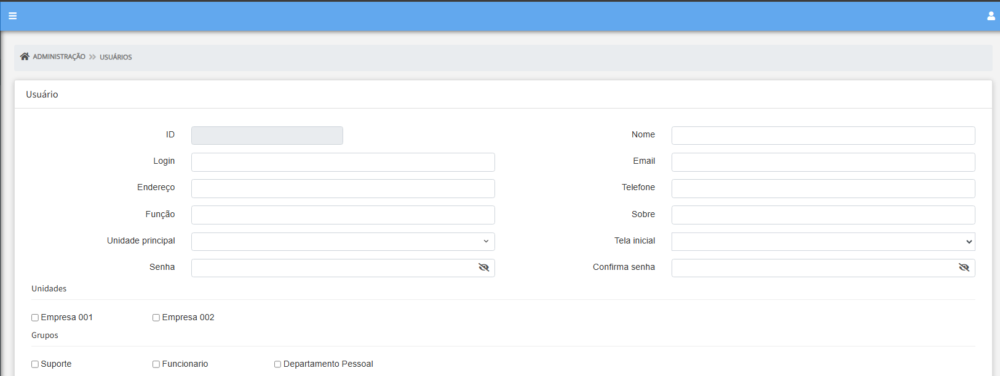 ADMINISTRAÇÃO USUÁRIOS
Usuário
ID Nome
Login Email
Endereço Telefone
Função Sobre
Unidade principal Tela inicial
Senha Confirma senha
Unidades
Empresa 001 Empresa 002
Grupos
Suporte Funcionario Departamento Pessoal